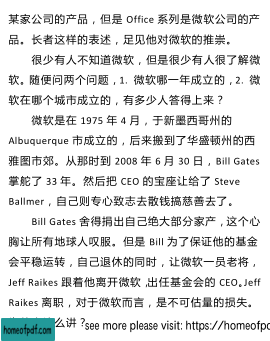 某家公司的产品，但是 Office 系列是微软公司的产
品。长者这样的表述，足见他对微软的推崇。
很少有人不知道微软，但是很少有人很了解微
软。随便问两个问题，1. 微软哪一年成立的，2. 微
软在哪个城市成立的，有多少人答得上来？
微软是在 1975 年 4 月，于新墨西哥州的
Albuquerque 市成立的，后来搬到了华盛顿州的西
雅图市郊。从那时到 2008 年 6 月 30 日，Bill Gates
掌舵了 33 年。然后把 CEO 的宝座让给了 Steve
Ballmer，自己则专心致志去散钱搞慈善去了。
Bill Gates 舍得捐出自己绝大部分家产，这个心
胸让所有地球人叹服。但是 Bill 为了保证他的基金
会平稳运转，自己退休的同时，让微软一员老将，
Jeff Raikes 跟着他离开微软,出任基金会的 CEO。Jeff
Raikes 离职，对于微软而言，是不可估量的损失。
么讲？
homeofpdf.com
see more please visit: https://homeofpd